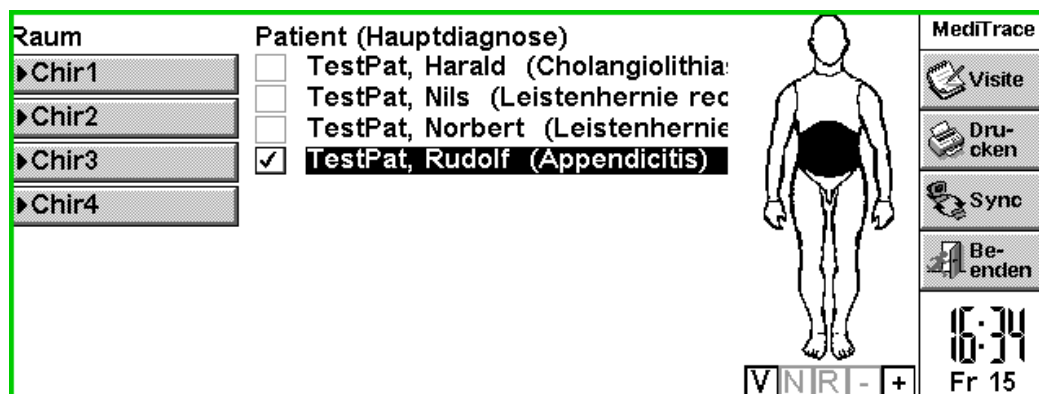 Raum
Chir1
Chir2
Chir3
Chir4
Patient (Hauptdiagnose)
TestPat, Harald (Cholangiolithia
TestPat, Nils (Leistenhernie rec
TestPat, Norbert (Leistenhernie
TestPat, Rudolf (Appendicitis)
V N R - +
MediTrace
Visite
Dru-
cken
Sync
Be-
enden
16:34
Fr 15